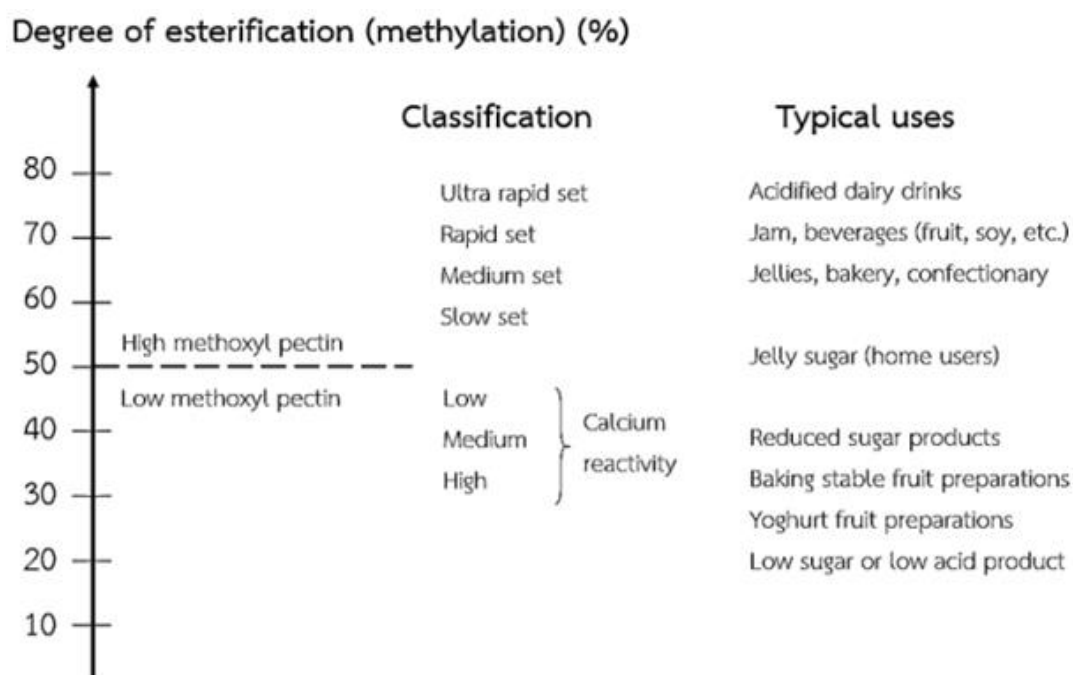 Degree of esterification (methylation) (%)
Classification
Typical uses
80
Ultra rapid set
Acidified dairy drinks
70
Rapid set
Jam, beverages (fruit, soy, etc.)
Medium set
Jellies, bakery, confectionary
60
Slow set
High methoxyl pectin
50
Jelly sugar (home users)
Low methoxyl pectin
Low
Medium
High
Calcium
reactivity
40
Reduced sugar products
Baking stable fruit preparations
30
Yoghurt fruit preparations
20
Low sugar or low acid product
10